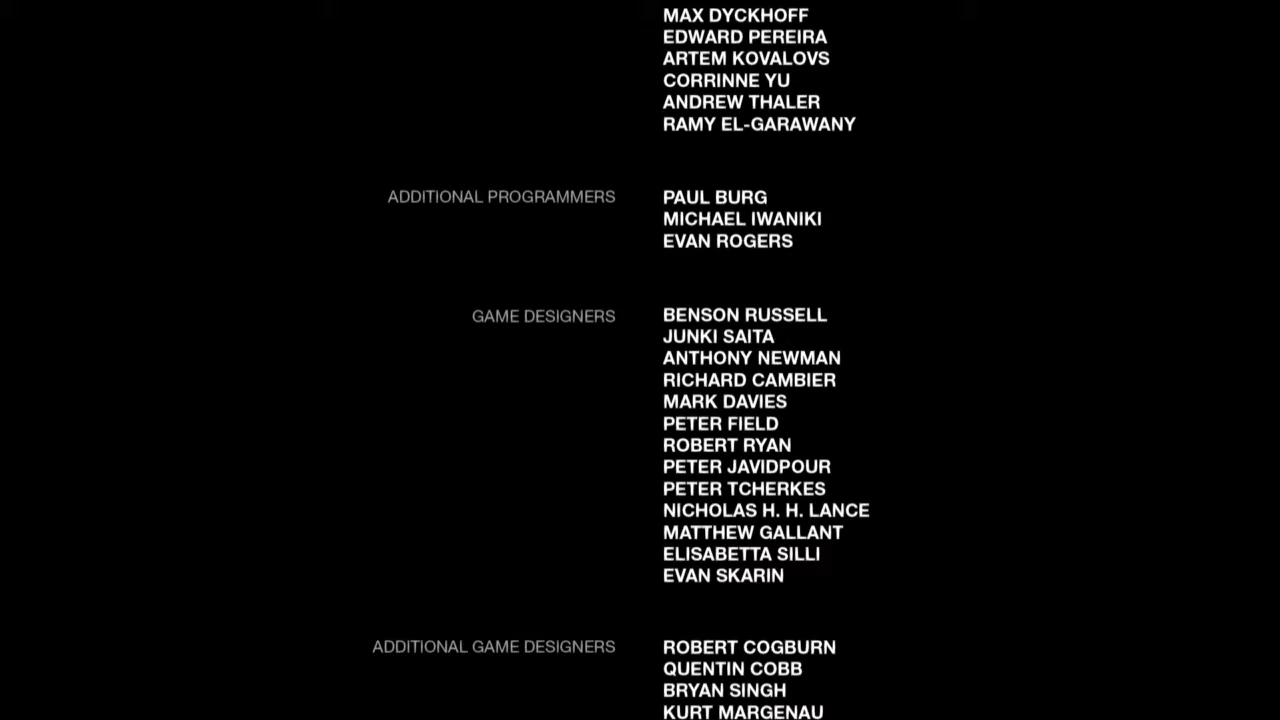 MAX DYCKHOFF
EDWARD PEREIRA
ARTEM KOVALOVS
CORRINNE YU
ANDREW THALER
RAMY EL-GARAWANY
ADDITIONAL PROGRAMMERS PAUL BURG
MICHAEL IWANIKI
EVAN ROGERS
GAME DESIGNERS BENSON RUSSELL
JUNKI SAITA
ANTHONY NEWMAN
RICHARD CAMBIER
MARK DAVIES
PETER FIELD
ROBERT RYAN
PETER JAVIDPOUR
PETER TCHERKES
NICHOLAS H. H. LANCE
MATTHEW GALLANT
ELISABETTA SILLI
EVAN SKARIN
ADDITIONAL GAME DESIGNERS ROBERT COGBURN
QUENTIN COBB
BRYAN SINGH
KURT MARGENAU